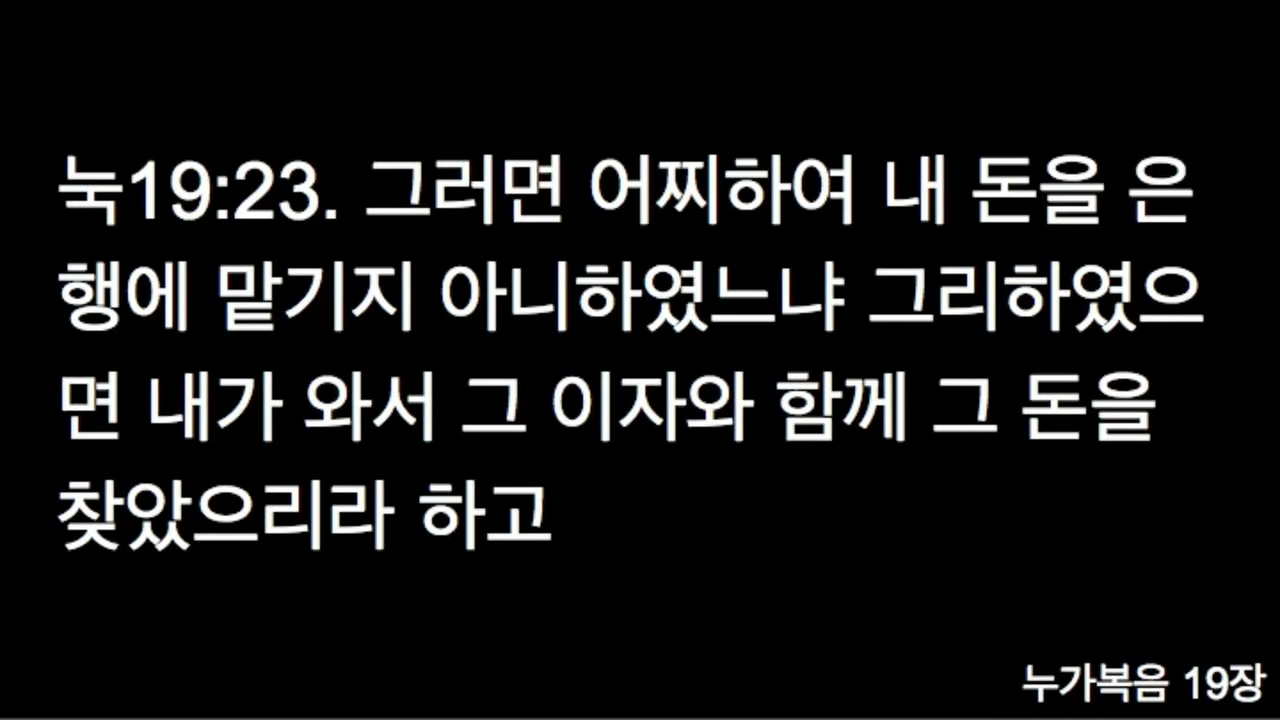 눅19:23. 그러면 어찌하여 내 돈을 은
행에 맡기지 아니하였느냐 그리하였으
면 내가 와서 그 이자와 함께 그 돈을
찾았으리라 하고
누가복음 19장